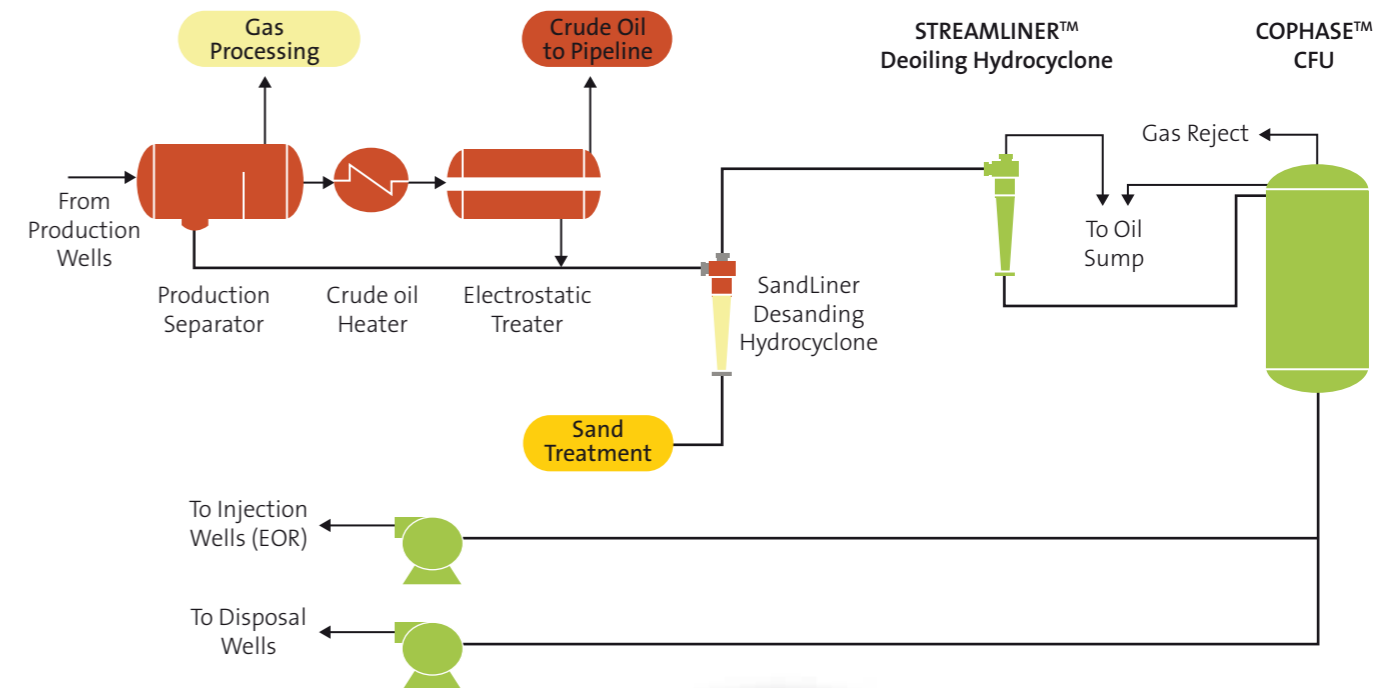 Gas
Processing
Crude Oil
to Pipeline
STREAMLINER™
Deoiling Hydrocyclone
COPHASE™
CFU
Gas Reject
From
Production
Wells
To Oil
Sump
Production
Separator
Crude oil
Heater
Electrostatic
Treater
SandLiner
Desanding
Hydrocyclone
Sand
Treatment
To Injection
Wells (EOR)
To Disposal
Wells